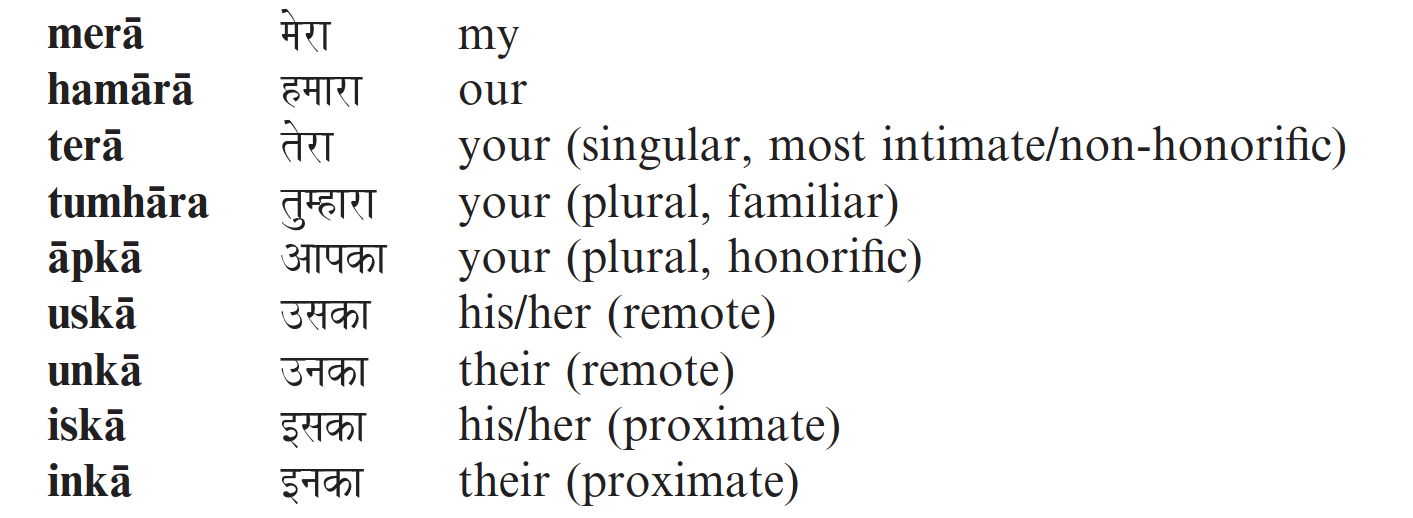 merā मेरा my
hamārā हमारा our
terā तेरा your (singular, most intimate/non-honorific)
tumhāra तुम्हारा your (plural, familiar)
āpkā आपका your (plural, honorific)
uskā उसका his/her (remote)
unkā उनका their (remote)
iskā इसका his/her (proximate)
inkā इनका their (proximate)